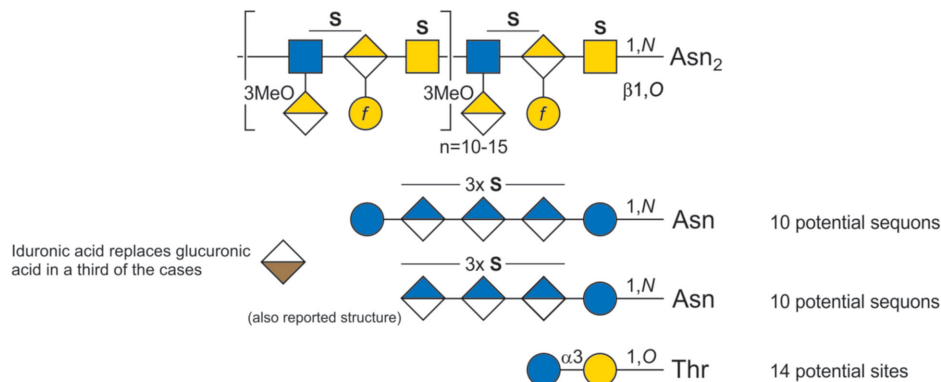 S S S S
1,N Asn2
3MeO f 3MeO f β1,O
n=10-15
3x S
1,N Asn 10 potential sequons
Iduronic acid replaces glucuronic
acid in a third of the cases
3x S
1,N Asn 10 potential sequons
(also reported structure)
α3 1,O Thr 14 potential sites